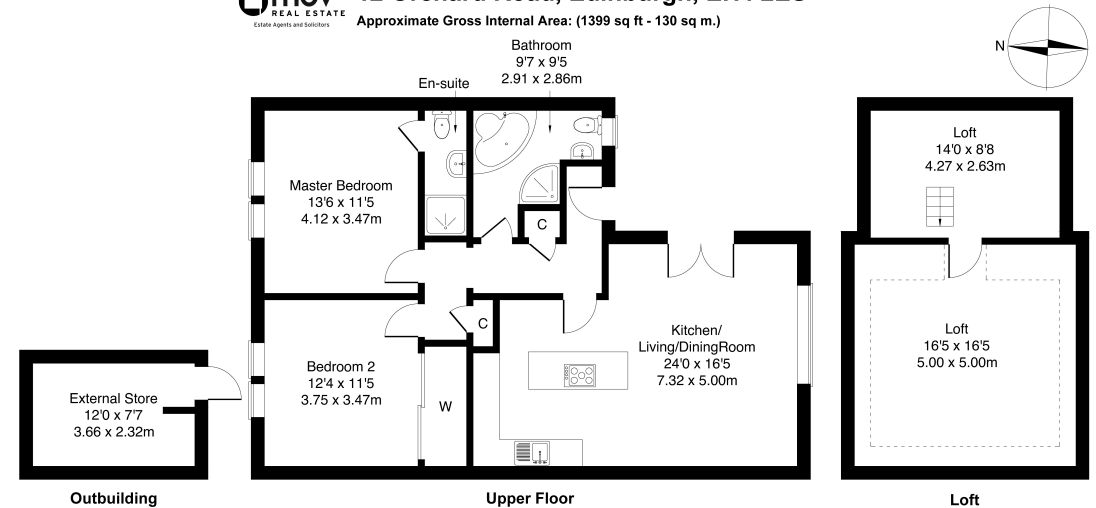 REAL ESTATE
Estate Agents and Solicitors
Approximate Gross Internal Area: (1399 sq ft - 130 sq m.)
N
Bathroom
9'7 x 9'5
2.91 x 2.86m
En-suite
Master Bedroom
13'6 x 11'5
4.12 x 3.47m
C
C
Bedroom 2
12'4 x 11'5
3.75 x 3.47m
W
Kitchen/
Living/DiningRoom
24'0 x 16'5
7.32 x 5.00m
External Store
12'0 x 7'7
3.66 x 2.32m
Loft
14'0 x 8'8
4.27 x 2.63m
Loft
16'5 x 16'5
5.00 x 5.00m
Outbuilding
Upper Floor
Loft